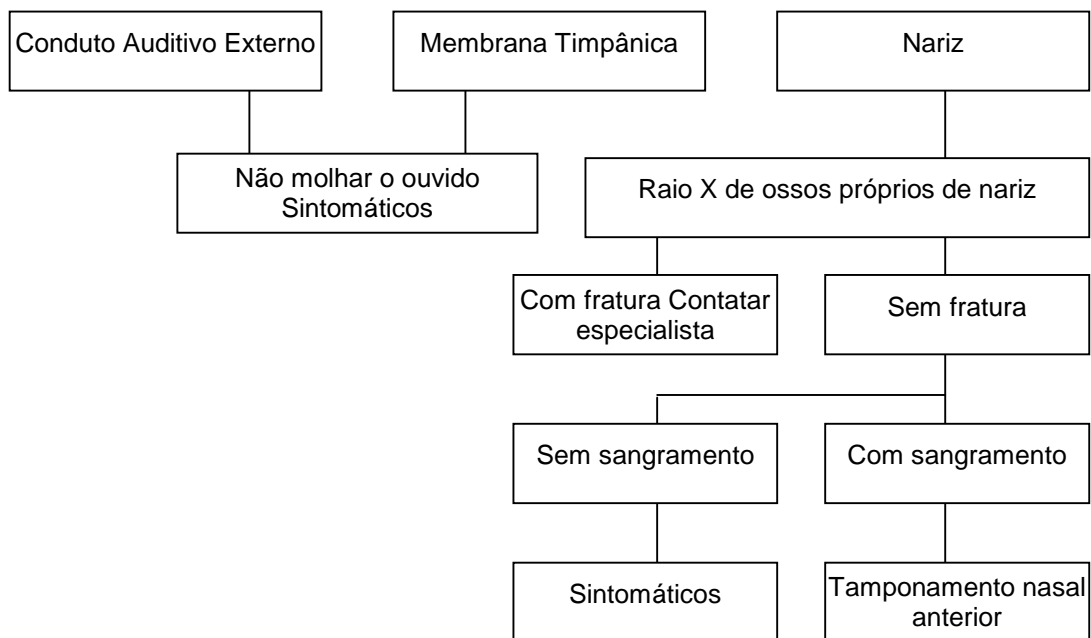 Conduto Auditivo Externo
Membrana Timpânica
Nariz
Não molhar o ouvido
Sintomáticos
Raio X de ossos próprios de nariz
Com fratura Contatar
especialista
Sem fratura
Sem sangramento
Com sangramento
Sintomáticos
Tamponamento nasal
anterior